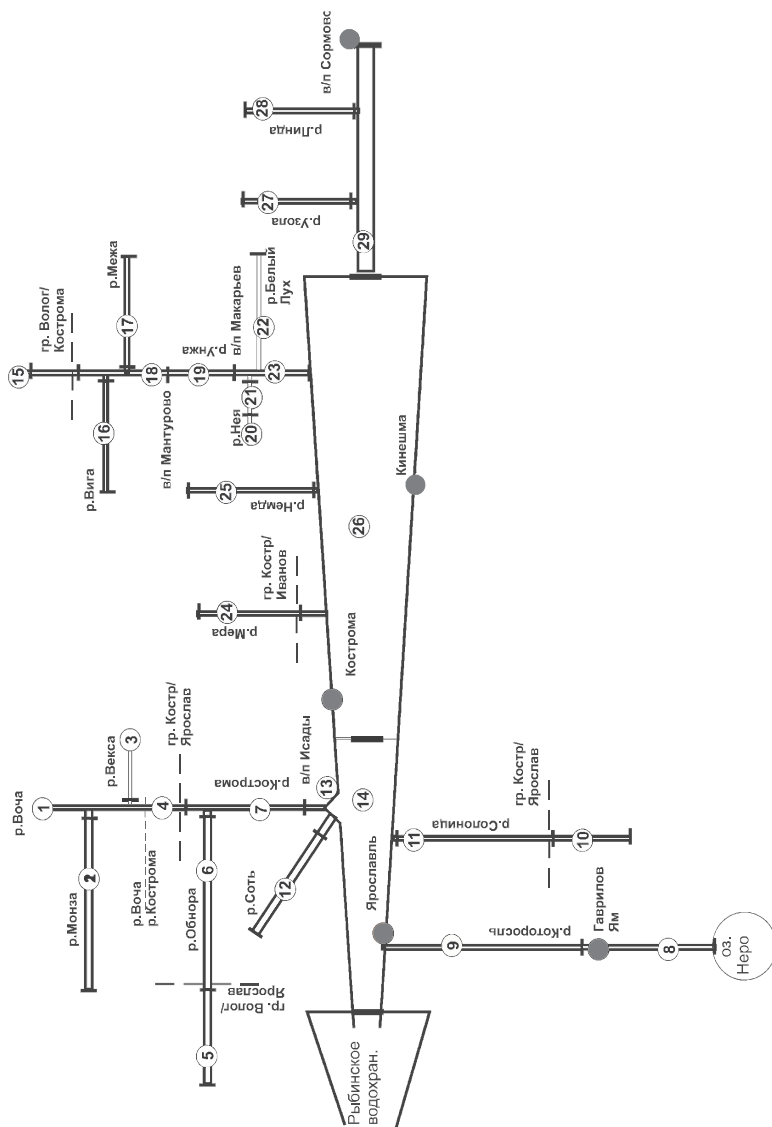 в/п Сормово
28
р.Линда
27
р.Узола
29
р.Межа
гр. Волог/
Кострома
15
17
18
16
р.Вига
в/п Мантурово
19
р.Унжа
в/п Макарьев
р.Белый
Лух
22
23
21
р.Нея
20
25
р.Немда
Кинешма
26
гр. Костр/
Иванов
24
р.Мера
Кострома
р.Векса
3
гр. Костр/
Ярослав
р.Воча
1
4
р.Кострома
7
в/п Исады
13
14
р.Монза
2
р.Воча
р.Кострома
р.Обнора
6
р.Соть
12
Ярославль
11
р.Солоница
гр. Костр/
Ярослав
10
9
р.Которосль
Гаврилов
Ям
8
оз.
Неро
гр. Волог/
Ярослав
5
Рыбинское
водохран.